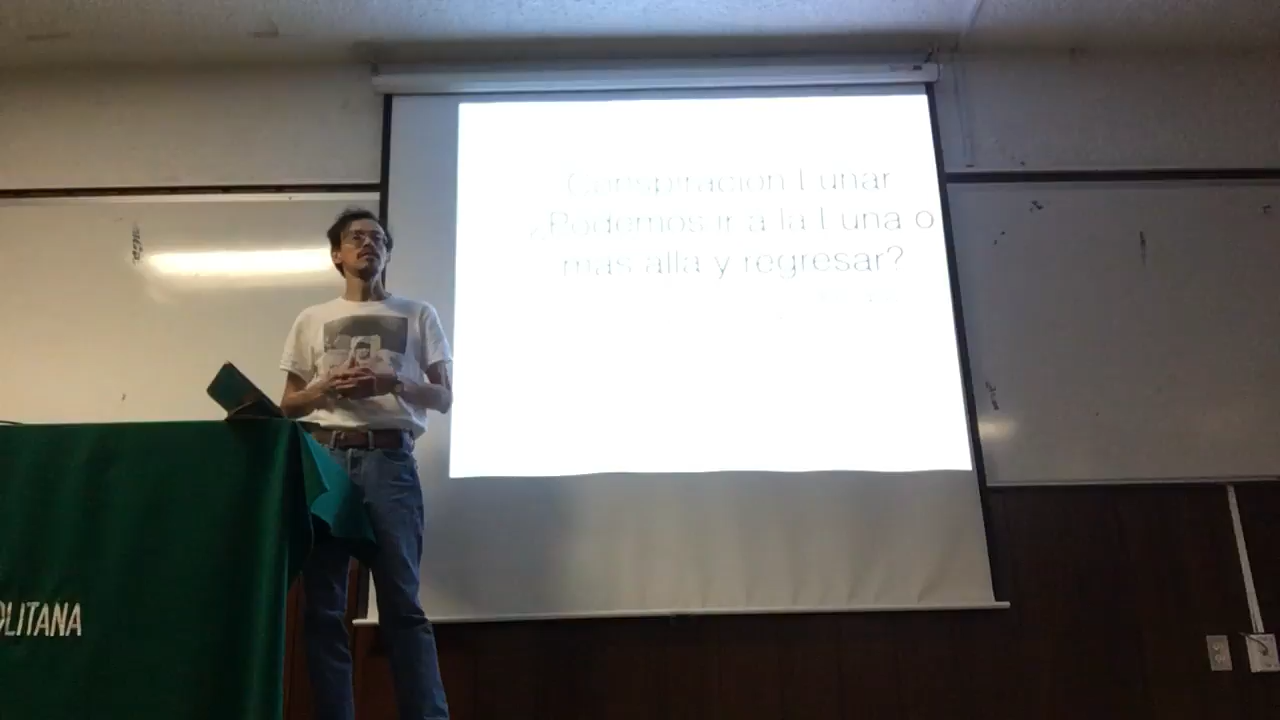 Conspiracion Lunar
¿Podemos ir a la Luna o
mas alla y regresar?
OLITANA